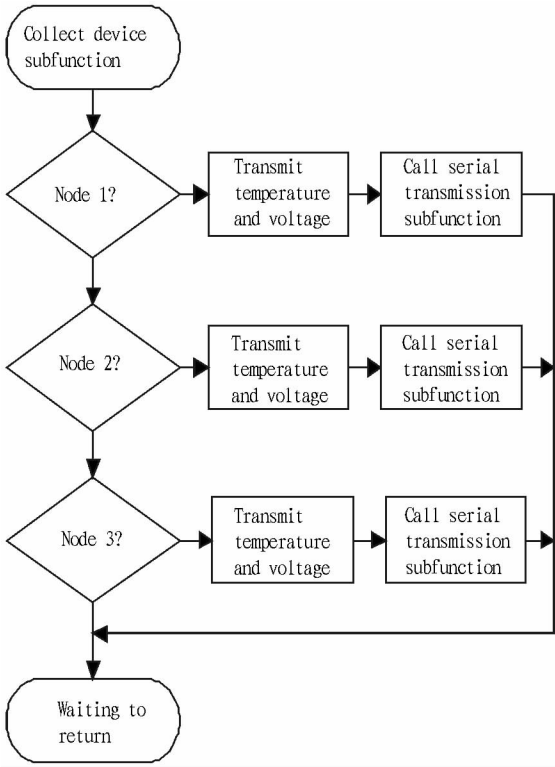 Collect device
subfunction
Node 1?
Transmit
temperature
and voltage
Call serial
transmission
subfunction
Node 2?
Transmit
temperature
and voltage
Call serial
transmission
subfunction
Node 3?
Transmit
temperature
and voltage
Call serial
transmission
subfunction
Waiting to
return